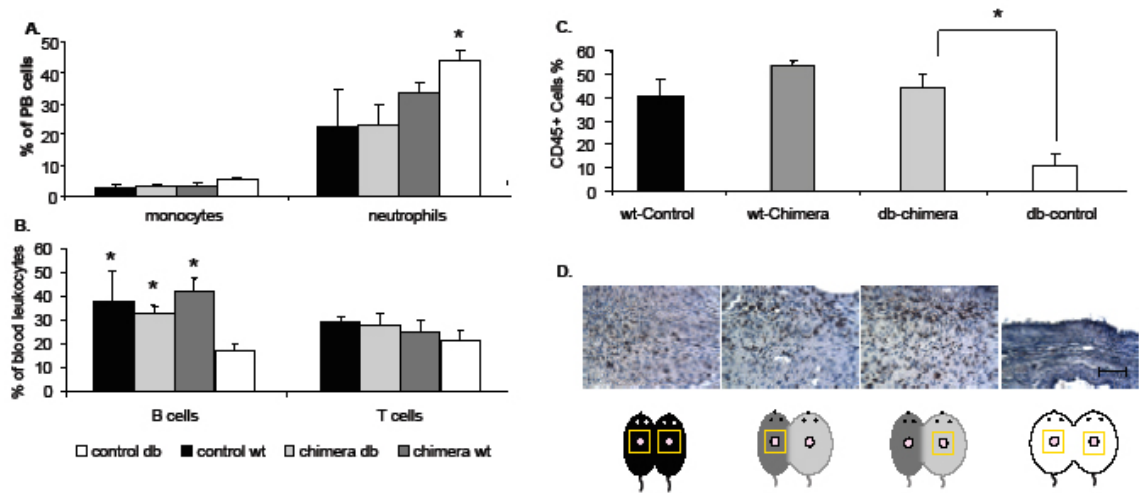 A.
50
40
30
20
10
0
% of PB cells
*
monocytes
neutrophils
B.
60
50
40
30
20
10
0
% of blood leukocytes
*
*
*
B cells
T cells
control db
control wt
chimera db
chimera wt
C.
60
50
40
30
20
10
0
CD45+ Cells %
*
wt-Control
wt-Chimera
db-chimera
db-control
D.